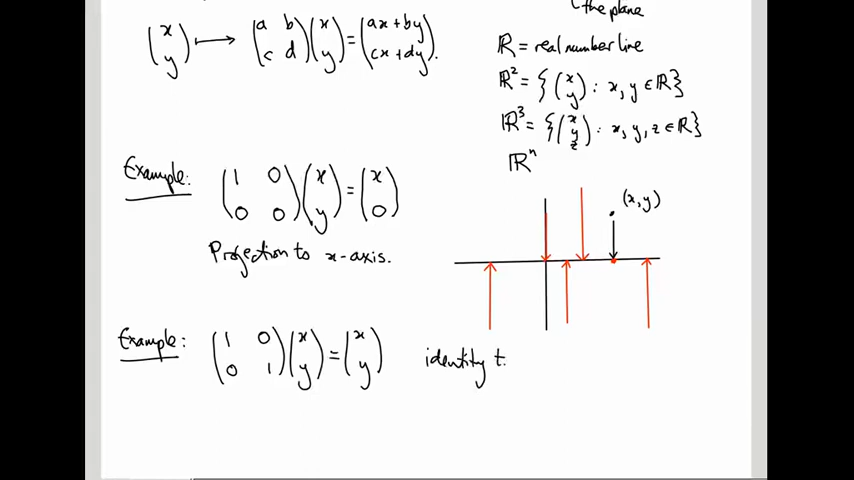 the plane
(x y) ↦ (a b; c d)(x y) = (ax+by; cx+dy).
ℝ = real number line
ℝ² = {(x y) : x, y ∈ ℝ}
ℝ³ = {(x y z) : x, y, z ∈ ℝ}
ℝⁿ
Example: (1 0; 0 0)(x y) = (x 0)
(x,y)
Projection to x-axis.
Example: (1 0; 0 1)(x y) = (x y)
identity t.